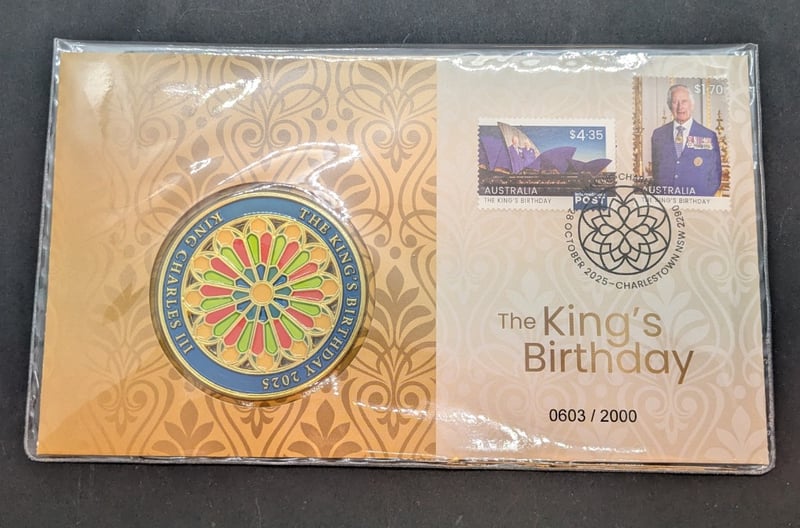 THE KING'S BIRTHDAY 2025
KING CHARLES III
$4.35
AUSTRALIA
THE KING'S BIRTHDAY
POST
$1.70
AUSTRALIA
THE KING'S BIRTHDAY
28 OCTOBER 2025–CHARLESTOWN NSW 2290
The King's
Birthday
0603 / 2000